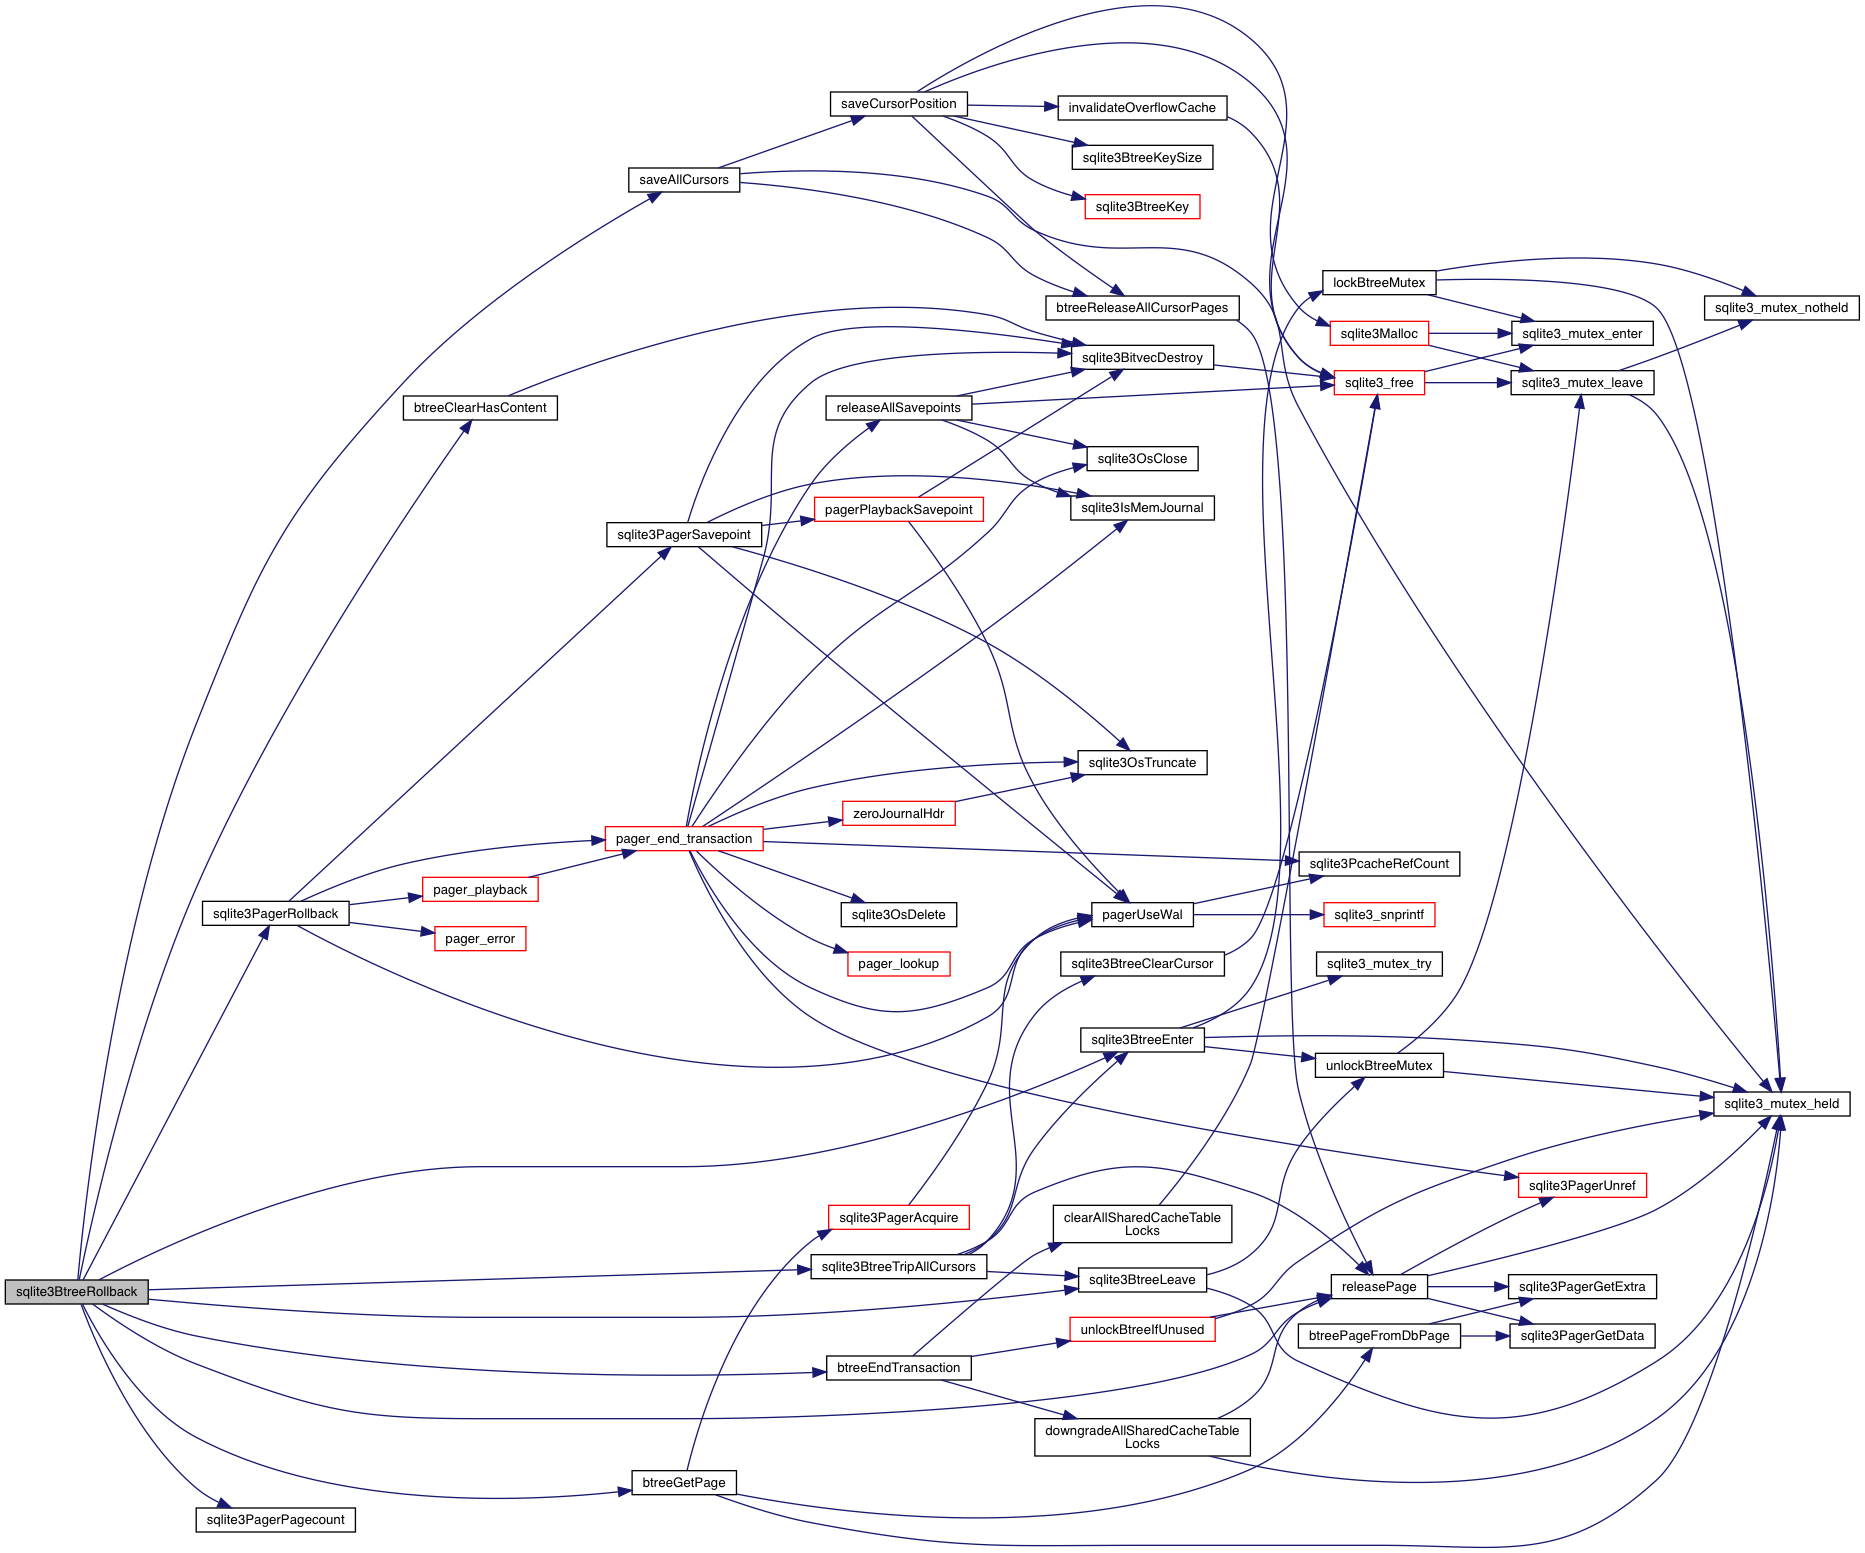 saveCursorPosition
invalidateOverflowCache
sqlite3BtreeKeySize
saveAllCursors
sqlite3BtreeKey
lockBtreeMutex
btreeReleaseAllCursorPages
sqlite3_mutex_notheld
sqlite3Malloc
sqlite3_mutex_enter
sqlite3BitvecDestroy
sqlite3_free
sqlite3_mutex_leave
btreeClearHasContent
releaseAllSavepoints
sqlite3OsClose
pagerPlaybackSavepoint
sqlite3IsMemJournal
sqlite3PagerSavepoint
sqlite3OsTruncate
zeroJournalHdr
pager_end_transaction
sqlite3PcacheRefCount
pager_playback
sqlite3PagerRollback
sqlite3OsDelete
pagerUseWal
sqlite3_snprintf
pager_error
pager_lookup
sqlite3BtreeClearCursor
sqlite3_mutex_try
sqlite3BtreeEnter
unlockBtreeMutex
sqlite3_mutex_held
sqlite3PagerUnref
sqlite3PagerAcquire
clearAllSharedCacheTable
Locks
sqlite3BtreeTripAllCursors
sqlite3BtreeLeave
releasePage
sqlite3PagerGetExtra
sqlite3BtreeRollback
unlockBtreeIfUnused
btreePageFromDbPage
sqlite3PagerGetData
btreeEndTransaction
downgradeAllSharedCacheTable
Locks
btreeGetPage
sqlite3PagerPagecount